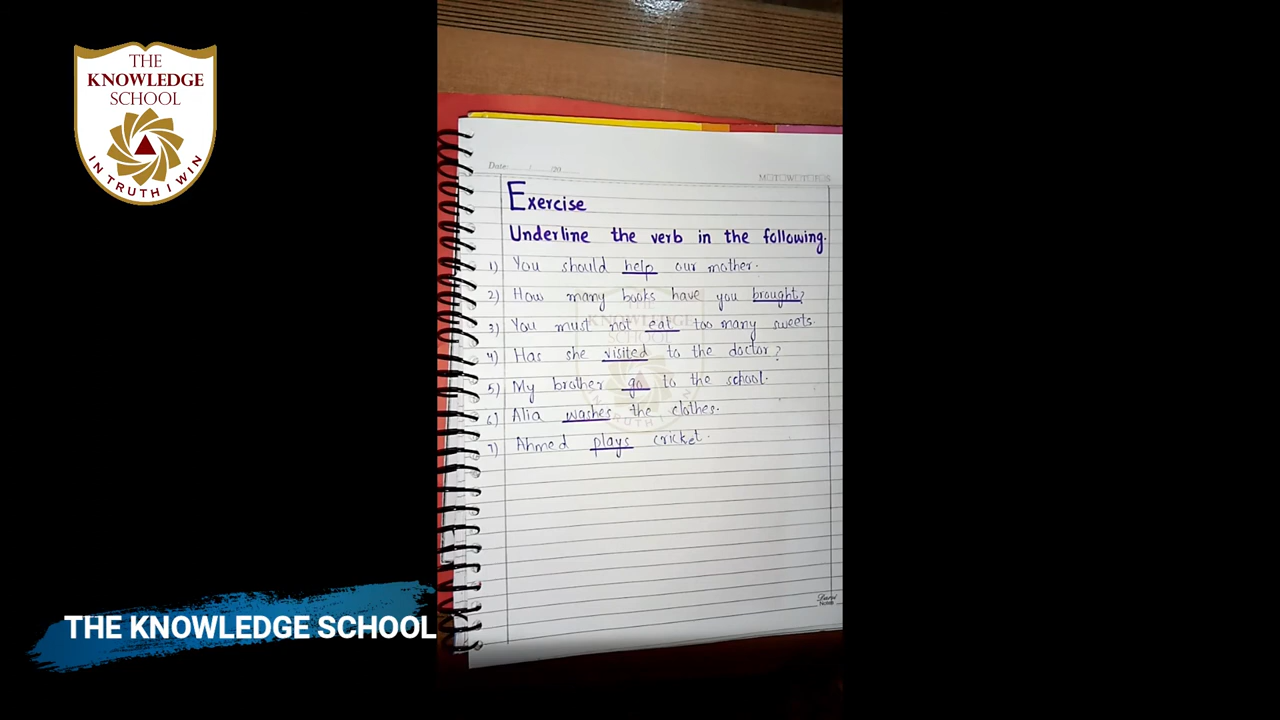 THE
KNOWLEDGE
SCHOOL
IN TRUTH I WIN
Date
Exercise
Underline the verb in the following.
1) You should help our mother.
2) How many books have you brought?
3) You must not eat too many sweets.
4) Has she visited to the doctor?
5) My brother go to the school.
6) Alia washes the clothes.
7) Ahmed plays cricket.
THE KNOWLEDGE SCHOOL